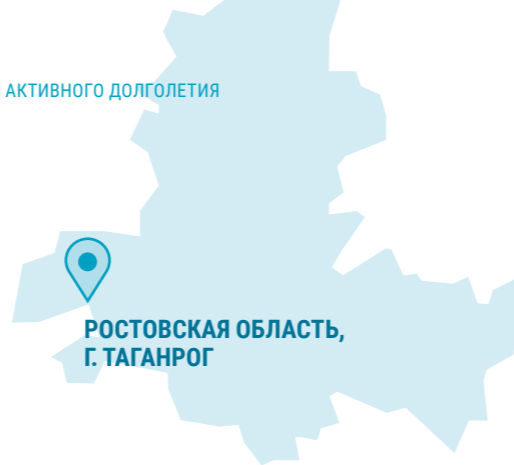 АКТИВНОГО ДОЛГОЛЕТИЯ
РОСТОВСКАЯ ОБЛАСТЬ,
Г. ТАГАНРОГ